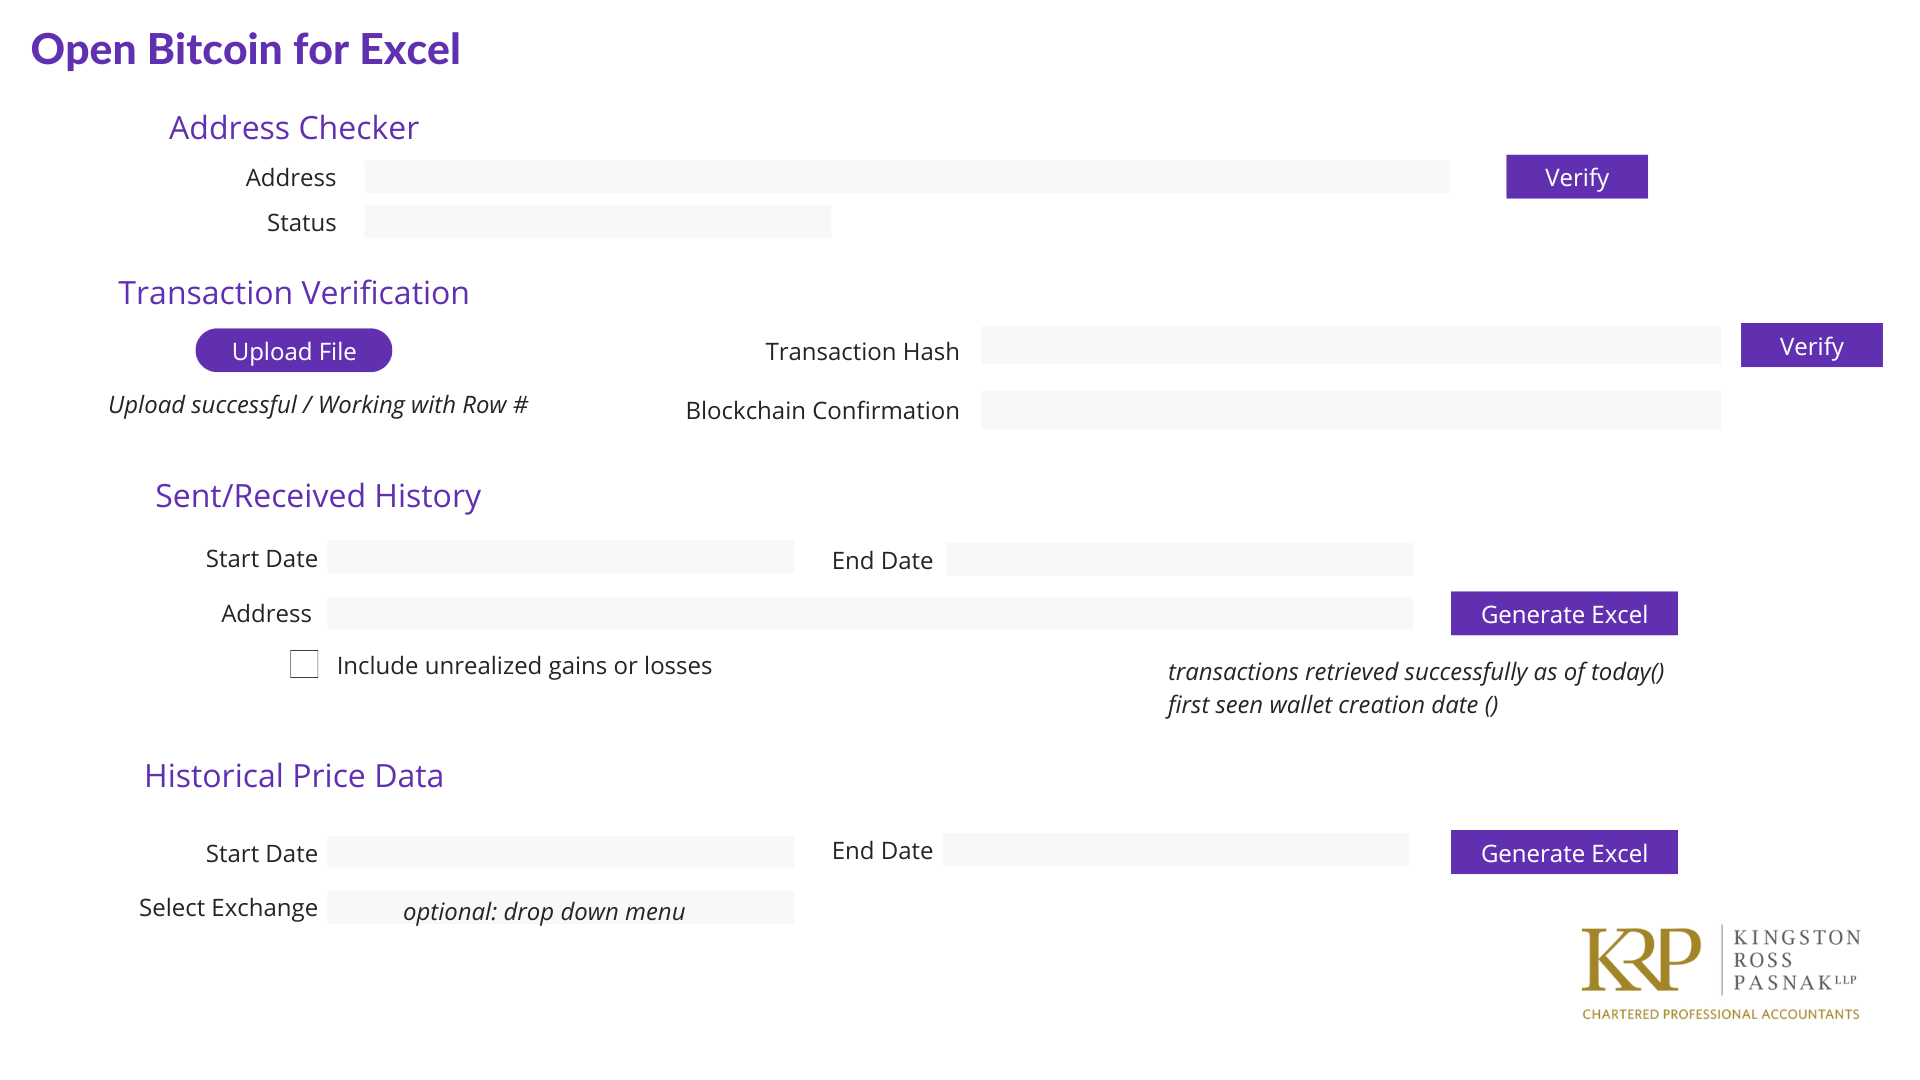 Open Bitcoin for Excel
Address Checker
Address
Verify
Status
Transaction Verification
Upload File
Transaction Hash
Verify
Upload successful / Working with Row #
Blockchain Confirmation
Sent/Received History
Start Date
End Date
Address
Generate Excel
Include unrealized gains or losses
transactions retrieved successfully as of today()
first seen wallet creation date ()
Historical Price Data
Start Date
End Date
Generate Excel
Select Exchange
optional: drop down menu
KRP
KINGSTON
ROSS
PASNAK LLP
CHARTERED PROFESSIONAL ACCOUNTANTS